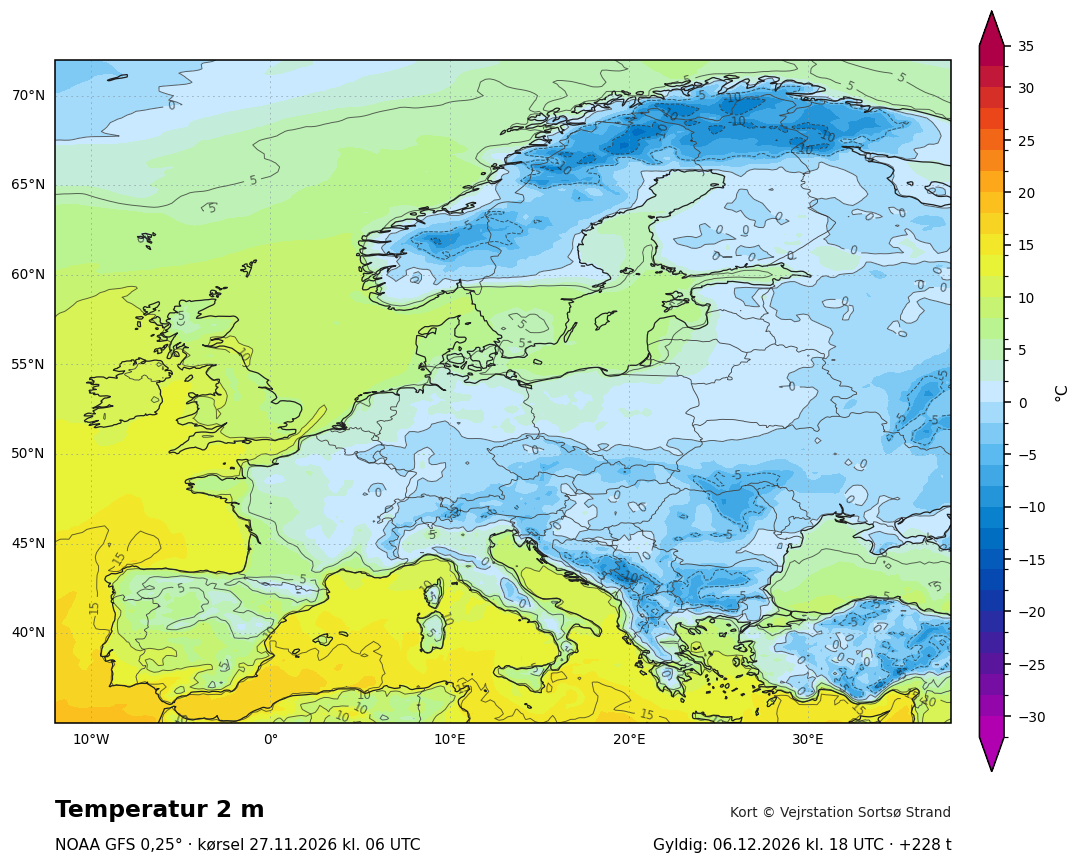 70°N
65°N
60°N
55°N
50°N
45°N
40°N
10°W
0°
10°E
20°E
30°E
35
30
25
20
15
10
5
0
−5
−10
−15
−20
−25
−30
°C
Temperatur 2 m
Kort © Vejrstation Sortsø Strand
NOAA GFS 0,25° · kørsel 27.11.2026 kl. 06 UTC
Gyldig: 06.12.2026 kl. 18 UTC · +228 t